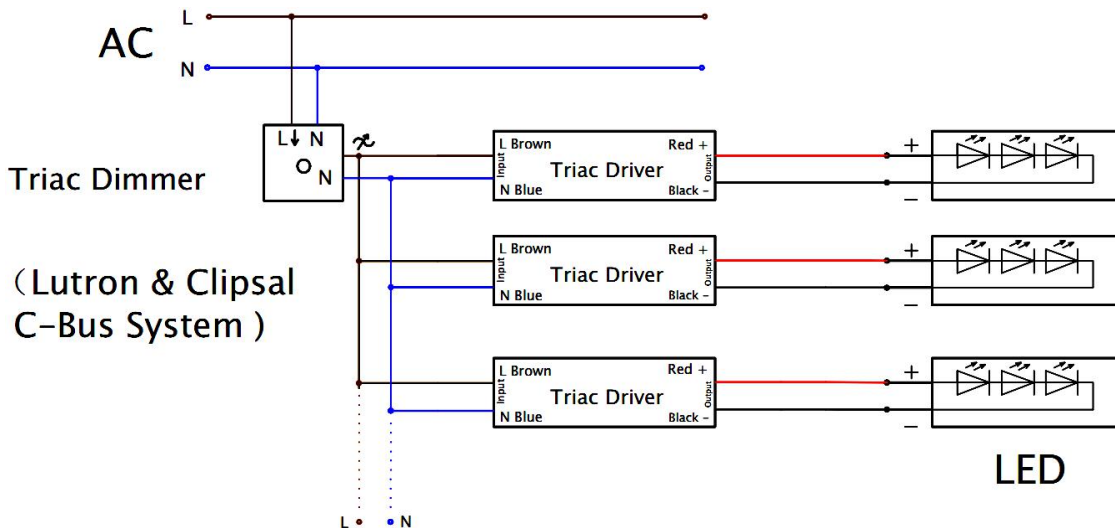 L
AC
N
L↓ N
N
Triac Dimmer
（Lutron & Clipsal
C-Bus System )
L Brown
Input
N Blue
Triac Driver
Red +
Output
Black -
+
-
L Brown
Input
N Blue
Triac Driver
Red +
Output
Black -
+
-
L Brown
Input
N Blue
Triac Driver
Red +
Output
Black -
+
-
LED
L
N